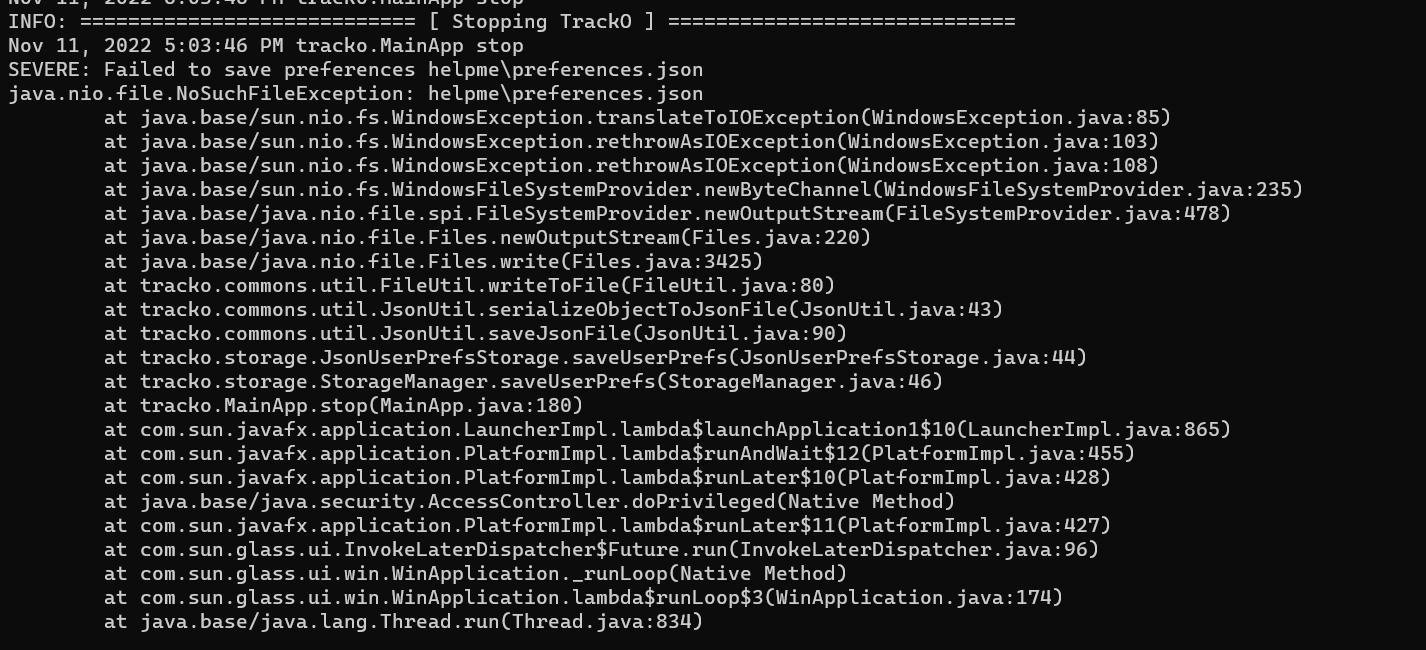 Nov 11, 2022 5:03:46 PM tracko.MainApp stop
INFO: ============================ [ Stopping TrackO ] =============================
Nov 11, 2022 5:03:46 PM tracko.MainApp stop
SEVERE: Failed to save preferences helpme\preferences.json
java.nio.file.NoSuchFileException: helpme\preferences.json
        at java.base/sun.nio.fs.WindowsException.translateToIOException(WindowsException.java:85)
        at java.base/sun.nio.fs.WindowsException.rethrowAsIOException(WindowsException.java:103)
        at java.base/sun.nio.fs.WindowsException.rethrowAsIOException(WindowsException.java:108)
        at java.base/sun.nio.fs.WindowsFileSystemProvider.newByteChannel(WindowsFileSystemProvider.java:235)
        at java.base/java.nio.file.spi.FileSystemProvider.newOutputStream(FileSystemProvider.java:478)
        at java.base/java.nio.file.Files.newOutputStream(Files.java:220)
        at java.base/java.nio.file.Files.write(Files.java:3425)
        at tracko.commons.util.FileUtil.writeToFile(FileUtil.java:80)
        at tracko.commons.util.JsonUtil.serializeObjectToJsonFile(JsonUtil.java:43)
        at tracko.commons.util.JsonUtil.saveJsonFile(JsonUtil.java:90)
        at tracko.storage.JsonUserPrefsStorage.saveUserPrefs(JsonUserPrefsStorage.java:44)
        at tracko.storage.StorageManager.saveUserPrefs(StorageManager.java:46)
        at tracko.MainApp.stop(MainApp.java:180)
        at com.sun.javafx.application.LauncherImpl.lambda$launchApplication1$10(LauncherImpl.java:865)
        at com.sun.javafx.application.PlatformImpl.lambda$runAndWait$12(PlatformImpl.java:455)
        at com.sun.javafx.application.PlatformImpl.lambda$runLater$10(PlatformImpl.java:428)
        at java.base/java.security.AccessController.doPrivileged(Native Method)
        at com.sun.javafx.application.PlatformImpl.lambda$runLater$11(PlatformImpl.java:427)
        at com.sun.glass.ui.InvokeLaterDispatcher$Future.run(InvokeLaterDispatcher.java:96)
        at com.sun.glass.ui.win.WinApplication._runLoop(Native Method)
        at com.sun.glass.ui.win.WinApplication.lambda$runLoop$3(WinApplication.java:174)
        at java.base/java.lang.Thread.run(Thread.java:834)